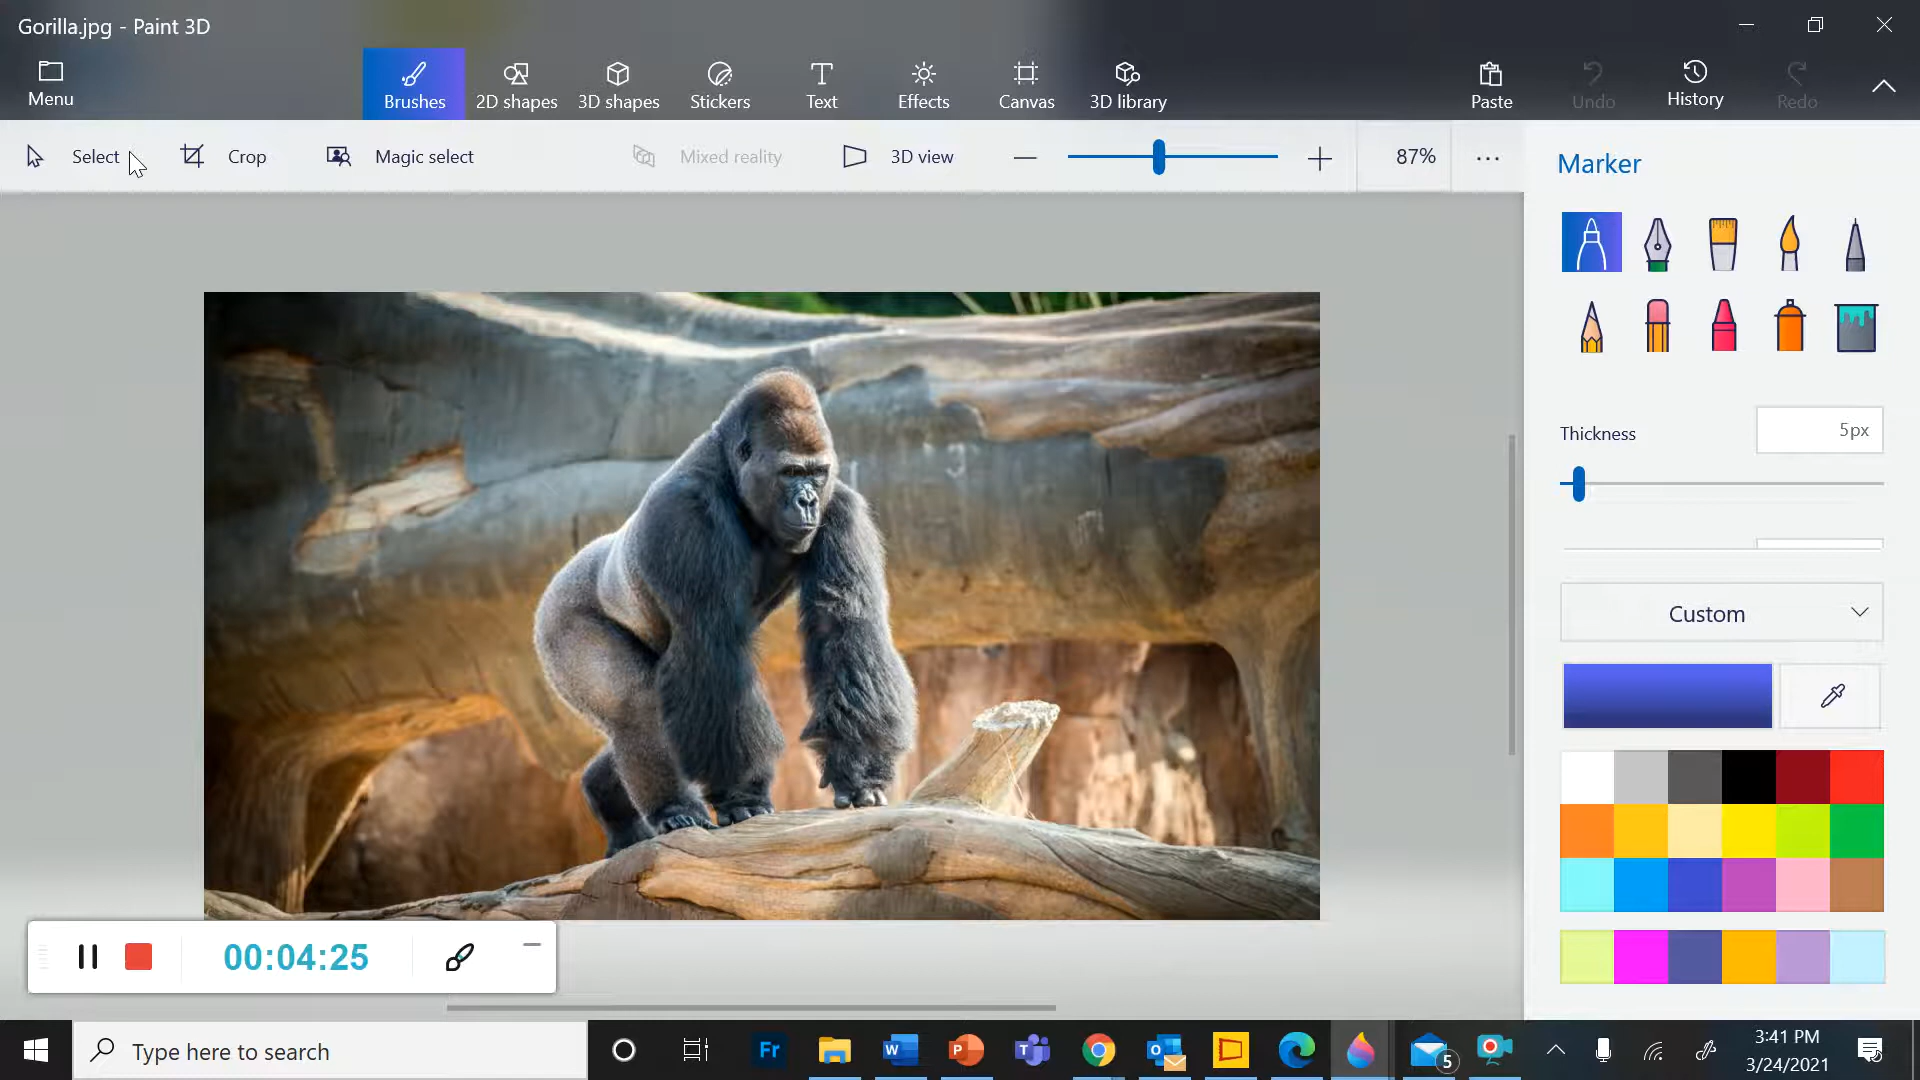 Gorilla.jpg - Paint 3D
Menu
Brushes
2D shapes
3D shapes
Stickers
Text
Effects
Canvas
3D library
Paste
Undo
History
Redo
Select
Crop
Magic select
Mixed reality
3D view
87%
Marker
Thickness
5px
Custom
00:04:25
Type here to search
Fr
W
P
T
O
5
3:41 PM
3/24/2021